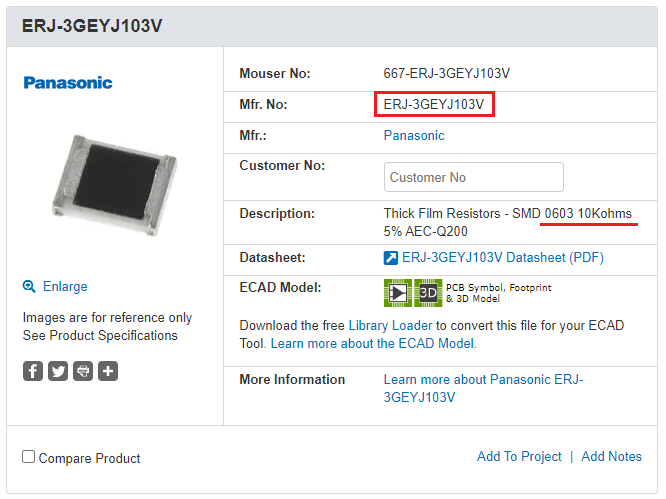 ERJ-3GEYJ103V
Panasonic
Enlarge
Images are for reference only
See Product Specifications
Mouser No: 667-ERJ-3GEYJ103V
Mfr. No: ERJ-3GEYJ103V
Mfr.: Panasonic
Customer No: Customer No
Description: Thick Film Resistors - SMD 0603 10Kohms
5% AEC-Q200
Datasheet: ERJ-3GEYJ103V Datasheet (PDF)
ECAD Model: 3D PCB Symbol, Footprint
& 3D Model
Download the free Library Loader to convert this file for your ECAD
Tool. Learn more about the ECAD Model.
More Information Learn more about Panasonic ERJ-
3GEYJ103V
Compare Product
Add To Project | Add Notes